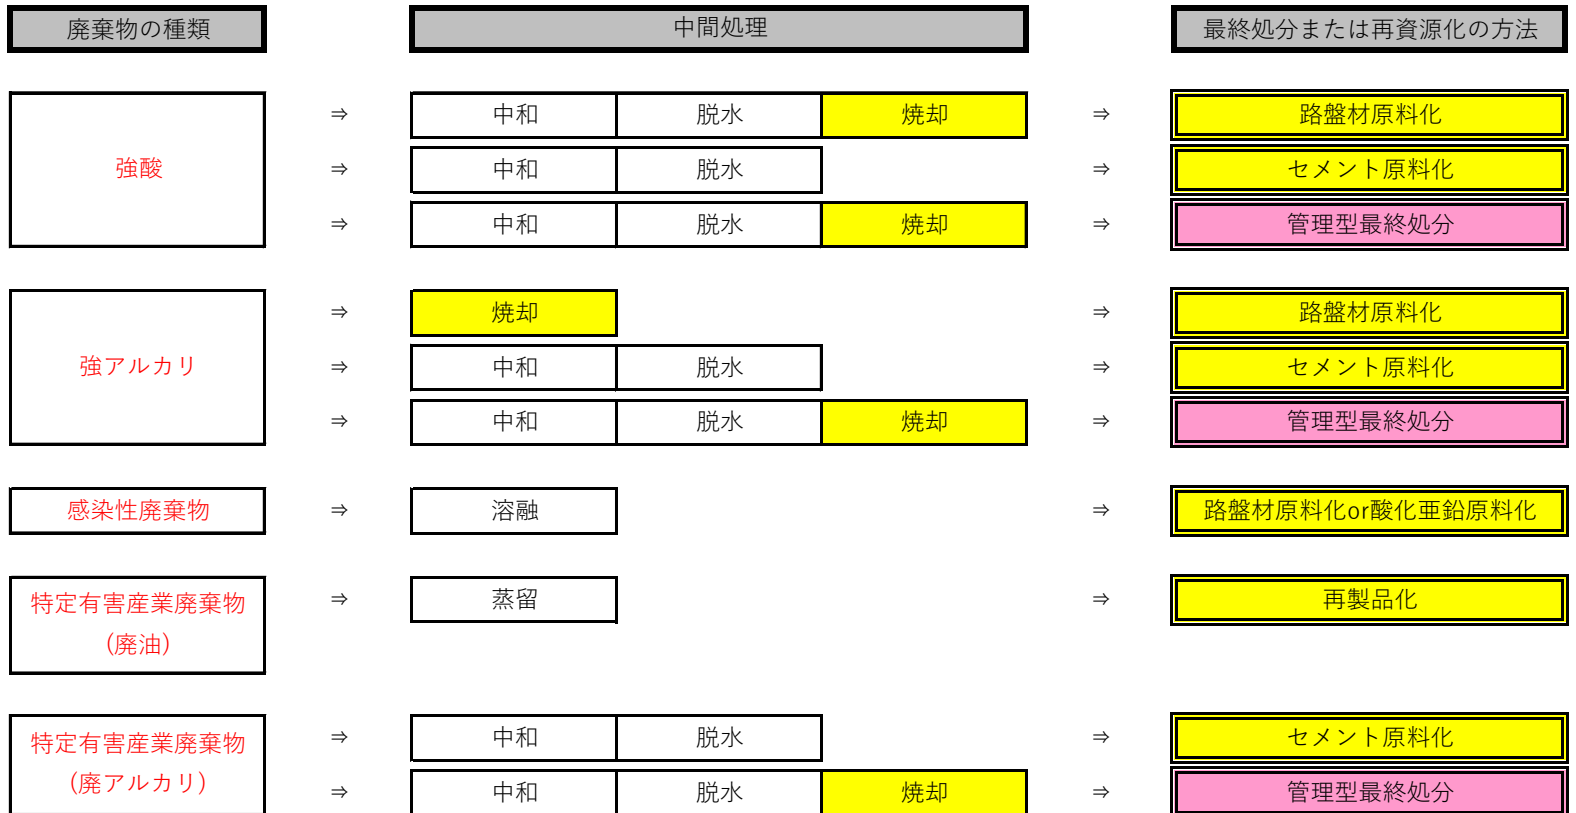 廃棄物の種類 中間処理 最終処分または再資源化の方法
⇒ 中和 脱水 焼却 ⇒ 路盤材原料化
強酸 ⇒ 中和 脱水 ⇒ セメント原料化
⇒ 中和 脱水 焼却 ⇒ 管理型最終処分
⇒ 焼却 ⇒ 路盤材原料化
強アルカリ ⇒ 中和 脱水 ⇒ セメント原料化
⇒ 中和 脱水 焼却 ⇒ 管理型最終処分
感染性廃棄物 ⇒ 溶融 ⇒ 路盤材原料化or酸化亜鉛原料化
特定有害産業廃棄物 ⇒ 蒸留 ⇒ 再製品化
(廃油)
特定有害産業廃棄物 ⇒ 中和 脱水 ⇒ セメント原料化
(廃アルカリ) ⇒ 中和 脱水 焼却 ⇒ 管理型最終処分